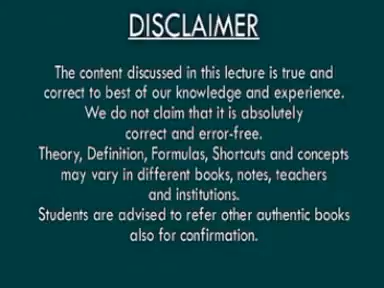 DISCLAIMER
The content discussed in this lecture is true and
correct to best of our knowledge and experience.
We do not claim that it is absolutely
correct and error-free.
Theory, Definition, Formulas, Shortcuts and concepts
may vary in different books, notes, teachers
and institutions.
Students are advised to refer other authentic books
also for confirmation.